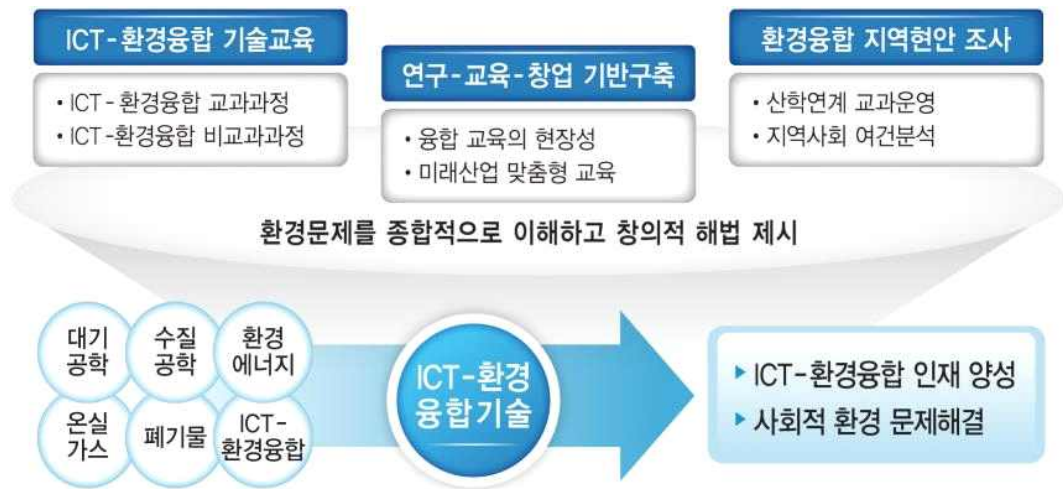 ICT-환경융합 기술교육
• ICT - 환경융합 교과과정
• ICT-환경융합 비교과과정
연구-교육-창업 기반구축
• 융합 교육의 현장성
• 미래산업 맞춤형 교육
환경융합 지역현안 조사
• 산학연계 교과운영
• 지역사회 여건분석
환경문제를 종합적으로 이해하고 창의적 해법 제시
대기
공학
수질
공학
환경
에너지
온실
가스
폐기물
ICT-
환경융합
ICT-환경
융합기술
▸ ICT-환경융합 인재 양성
▸ 사회적 환경 문제해결